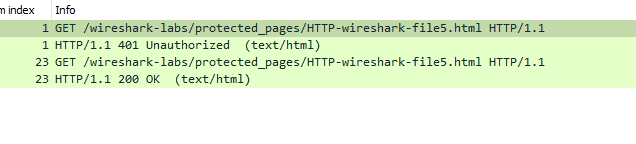 m index Info
1 GET /wireshark-labs/protected_pages/HTTP-wireshark-file5.html HTTP/1.1
1 HTTP/1.1 401 Unauthorized  (text/html)
23 GET /wireshark-labs/protected_pages/HTTP-wireshark-file5.html HTTP/1.1
23 HTTP/1.1 200 OK  (text/html)